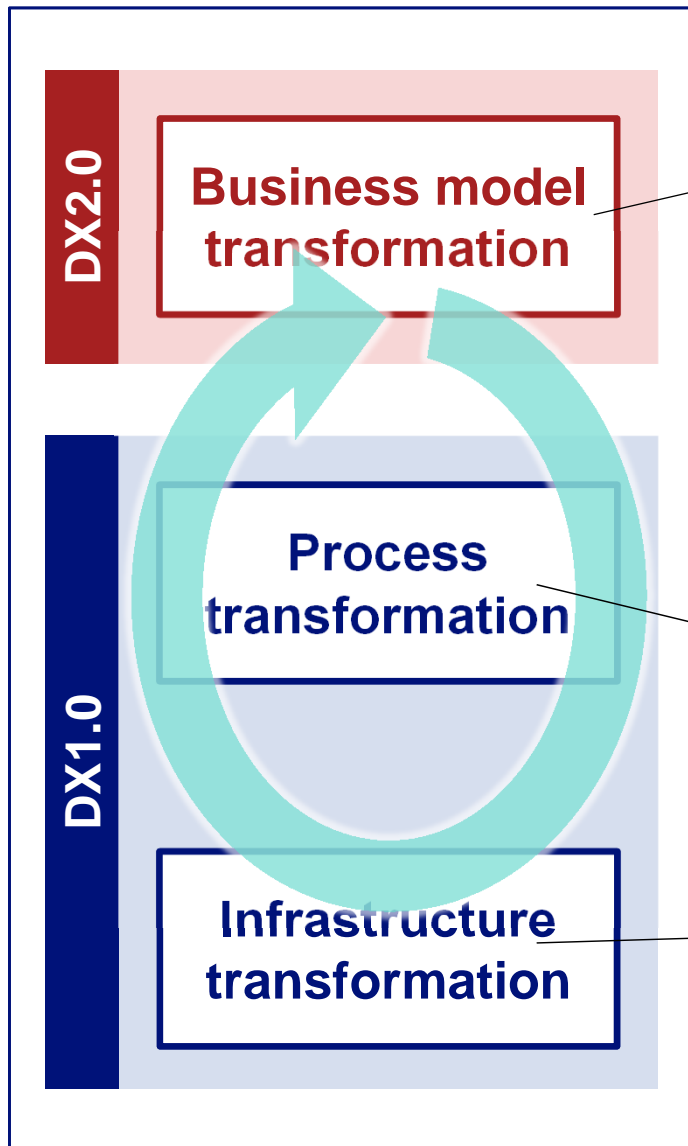 DX2.0
Business model
transformation
DX1.0
Process
transformation
Infrastructure
transformation